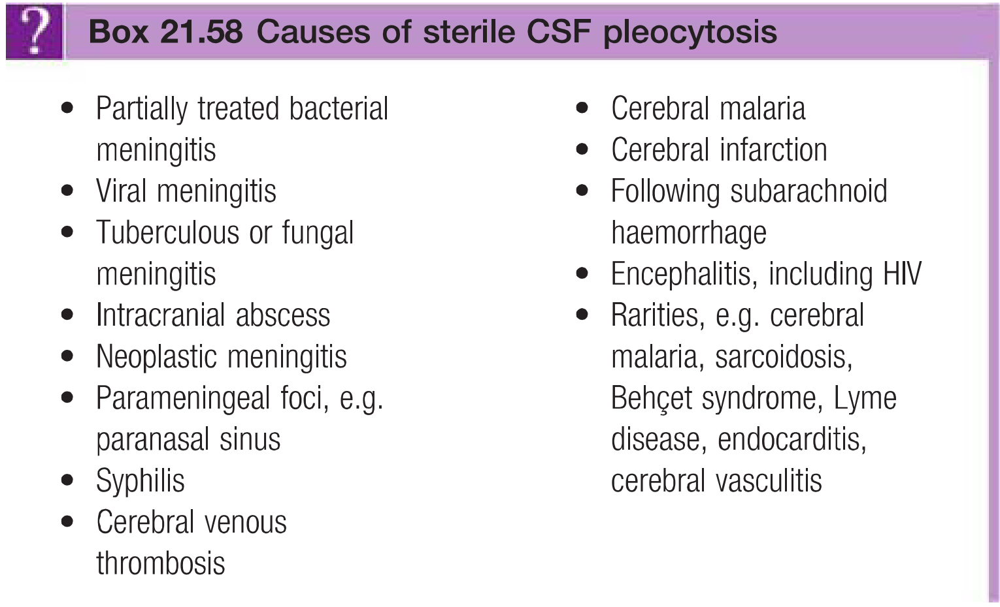 ?
Box 21.58 Causes of sterile CSF pleocytosis
• Partially treated bacterial
meningitis
• Viral meningitis
• Tuberculous or fungal
meningitis
• Intracranial abscess
• Neoplastic meningitis
• Parameningeal foci, e.g.
paranasal sinus
• Syphilis
• Cerebral venous
thrombosis
• Cerebral malaria
• Cerebral infarction
• Following subarachnoid
haemorrhage
• Encephalitis, including HIV
• Rarities, e.g. cerebral
malaria, sarcoidosis,
Behçet syndrome, Lyme
disease, endocarditis,
cerebral vasculitis